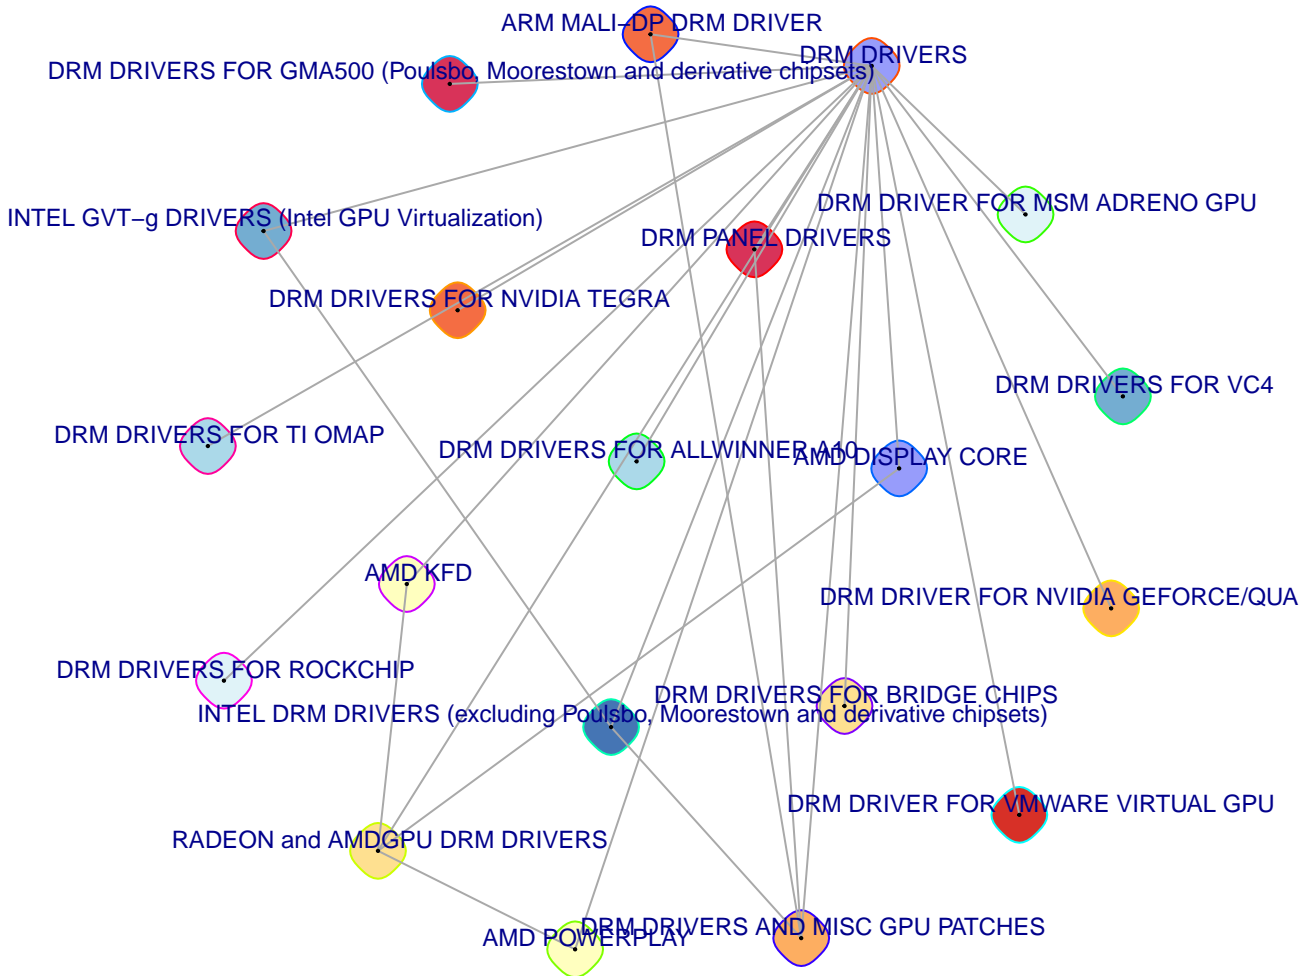 ARM MALI−DP DRM DRIVER
DRM DRIVERS
DRM DRIVERS FOR GMA500 (Poulsbo, Moorestown and derivative chipsets)
DRM DRIVER FOR MSM ADRENO GPU
INTEL GVT−g DRIVERS (Intel GPU Virtualization)
DRM PANEL DRIVERS
DRM DRIVERS FOR NVIDIA TEGRA
DRM DRIVERS FOR VC4
DRM DRIVERS FOR TI OMAP
DRM DRIVERS FOR ALLWINNER A10
AMD DISPLAY CORE
AMD KFD
DRM DRIVER FOR NVIDIA GEFORCE/QUA
DRM DRIVERS FOR ROCKCHIP
DRM DRIVERS FOR BRIDGE CHIPS
INTEL DRM DRIVERS (excluding Poulsbo, Moorestown and derivative chipsets)
DRM DRIVER FOR VMWARE VIRTUAL GPU
RADEON and AMDGPU DRM DRIVERS
DRM DRIVERS AND MISC GPU PATCHES
AMD POWERPLAY